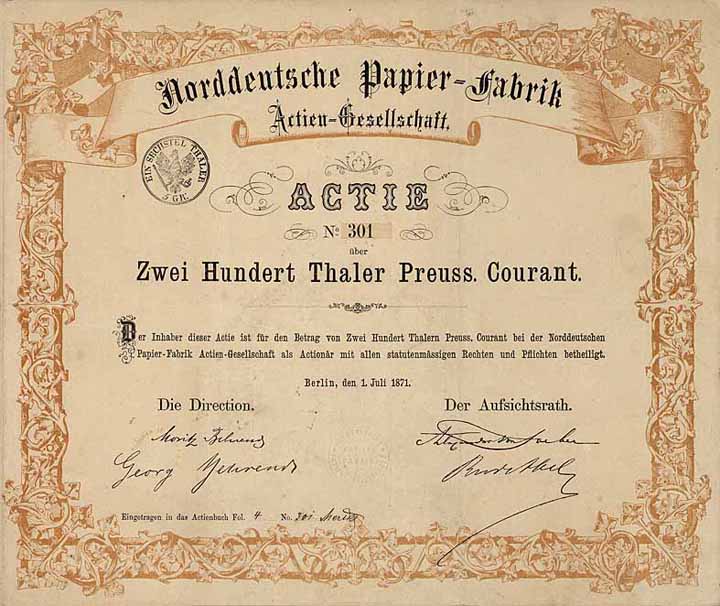 Norddeutsche Papier-Fabrik
Actien-Gesellschaft.
EIN SECHSTEL THALER
5 GR.
ACTIE
No. 301
über
Zwei Hundert Thaler Preuss. Courant.
Der Inhaber dieser Actie ist für den Betrag von Zwei Hundert Thalern Preuss. Courant bei der Norddeutschen
Papier-Fabrik Actien-Gesellschaft als Actionär mit allen statutenmässigen Rechten und Pflichten betheiligt.
Berlin, den 1. Juli 1871.
Die Direction. Der Aufsichtsrath.
Moritz Behrend
Georg Behrend
Eingetragen in das Actienbuch Fol. 4 No. 301